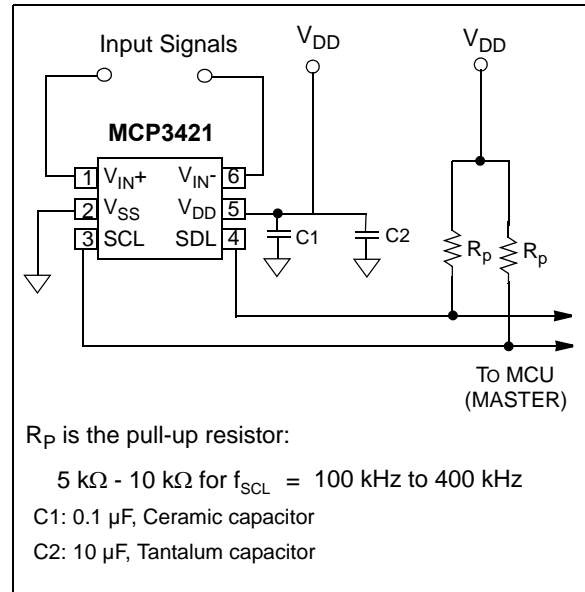 Input Signals
VDD
VDD
MCP3421
1 VIN+ VIN- 6
2 VSS VDD 5
3 SCL SDL 4
C1
C2
Rp
Rp
TO MCU
(MASTER)
RP is the pull-up resistor:
5 kΩ - 10 kΩ for fSCL = 100 kHz to 400 kHz
C1: 0.1 µF, Ceramic capacitor
C2: 10 µF, Tantalum capacitor